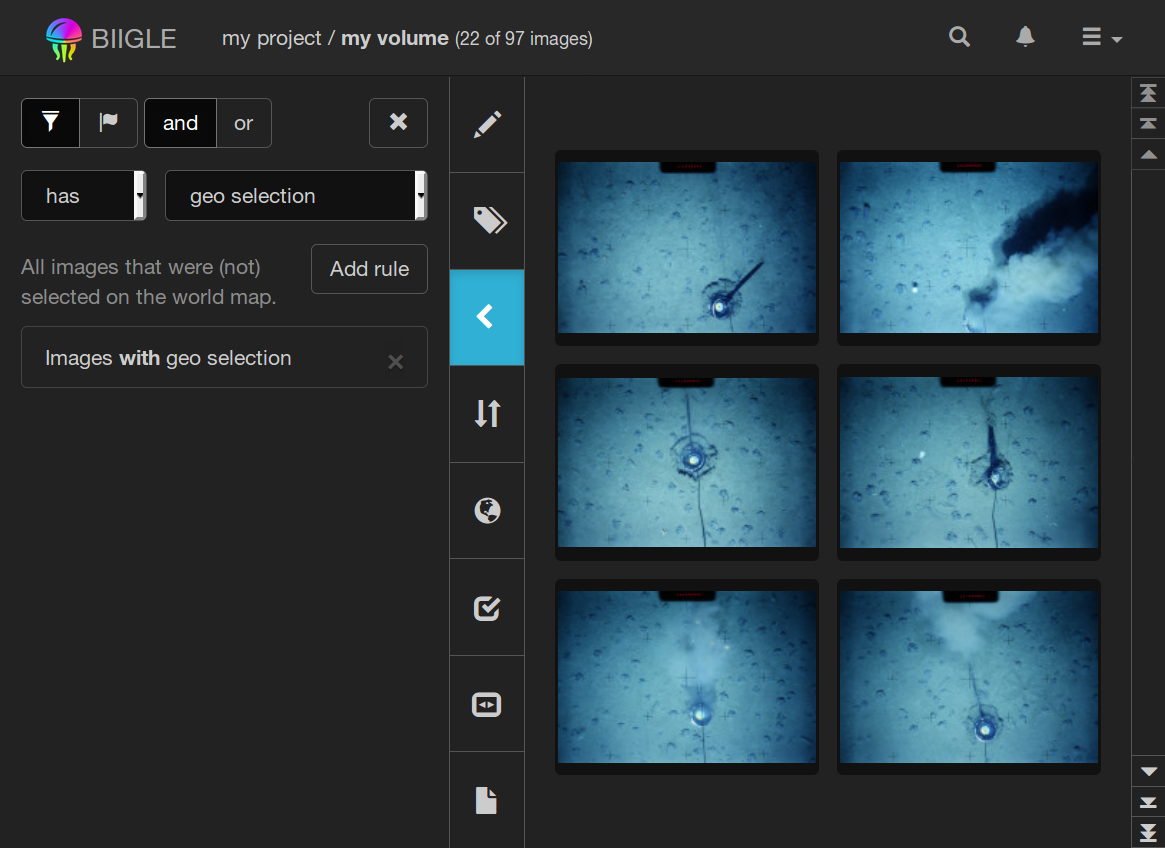 BIIGLE my project / my volume (22 of 97 images)
and or
has geo selection
All images that were (not) Add rule
selected on the world map.
Images with geo selection